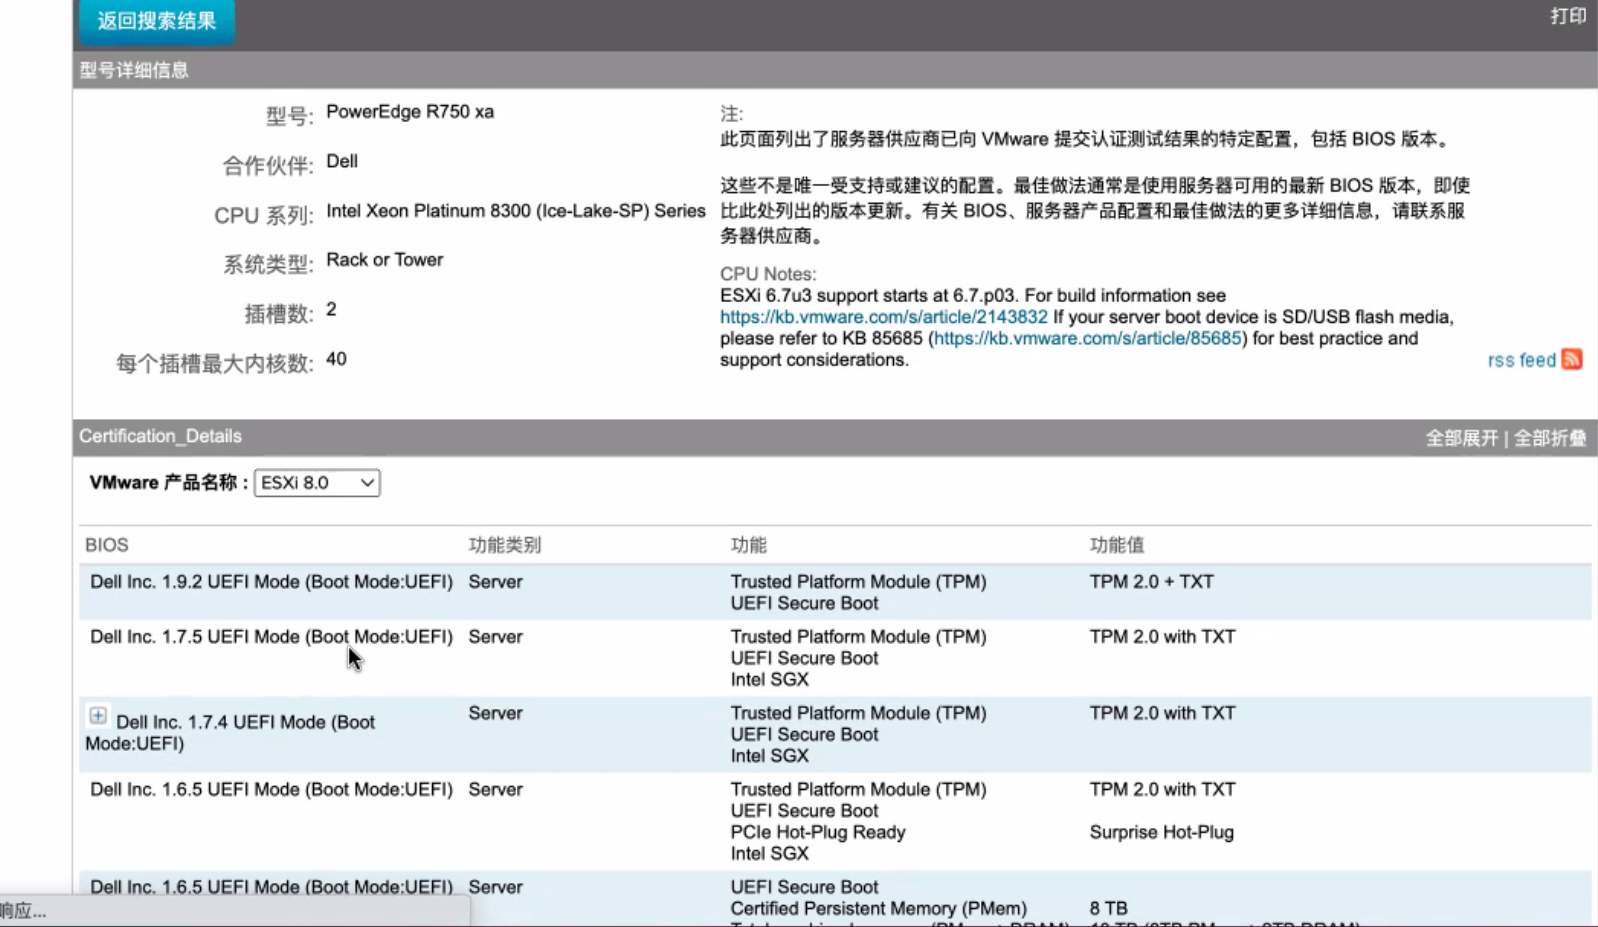 返回搜索结果
打印
型号详细信息
型号: PowerEdge R750 xa
合作伙伴: Dell
CPU 系列: Intel Xeon Platinum 8300 (Ice-Lake-SP) Series
系统类型: Rack or Tower
插槽数: 2
每个插槽最大内核数: 40
注:
此页面列出了服务器供应商已向 VMware 提交认证测试结果的特定配置，包括 BIOS 版本。
这些不是唯一受支持或建议的配置。最佳做法通常是使用服务器可用的最新 BIOS 版本，即使
比此处列出的版本更新。有关 BIOS、服务器产品配置和最佳做法的更多详细信息，请联系服
务器供应商。
CPU Notes:
ESXi 6.7u3 support starts at 6.7.p03. For build information see
https://kb.vmware.com/s/article/2143832 If your server boot device is SD/USB flash media,
please refer to KB 85685 (https://kb.vmware.com/s/article/85685) for best practice and
support considerations.
rss feed
Certification_Details
全部展开 | 全部折叠
VMware 产品名称 : ESXi 8.0
BIOS 功能类别 功能 功能值
Dell Inc. 1.9.2 UEFI Mode (Boot Mode:UEFI) Server Trusted Platform Module (TPM) TPM 2.0 + TXT
UEFI Secure Boot
Dell Inc. 1.7.5 UEFI Mode (Boot Mode:UEFI) Server Trusted Platform Module (TPM) TPM 2.0 with TXT
UEFI Secure Boot
Intel SGX
Dell Inc. 1.7.4 UEFI Mode (Boot
Mode:UEFI)
Server Trusted Platform Module (TPM) TPM 2.0 with TXT
UEFI Secure Boot
Intel SGX
Dell Inc. 1.6.5 UEFI Mode (Boot Mode:UEFI) Server Trusted Platform Module (TPM) TPM 2.0 with TXT
UEFI Secure Boot
PCIe Hot-Plug Ready Surprise Hot-Plug
Intel SGX
Dell Inc. 1.6.5 UEFI Mode (Boot Mode:UEFI) Server UEFI Secure Boot
Certified Persistent Memory (PMem) 8 TB
响应...